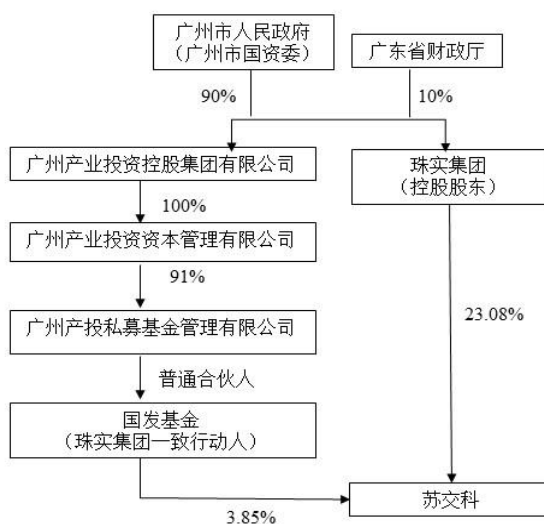 广州市人民政府
（广州市国资委）
广东省财政厅
90%
10%
广州产业投资控股集团有限公司
珠实集团
（控股股东）
100%
广州产业投资资本管理有限公司
91%
广州产投私募基金管理有限公司
23.08%
普通合伙人
国发基金
（珠实集团一致行动人）
苏交科
3.85%